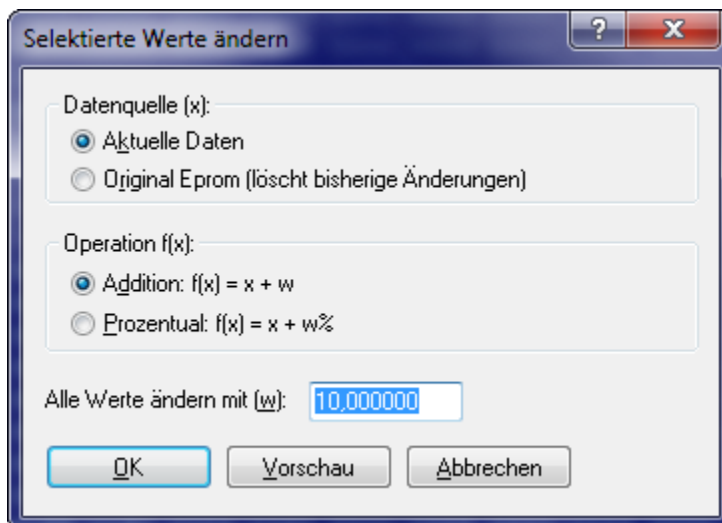 Selektierte Werte ändern
?
Datenquelle (x):
Aktuelle Daten
Original Eprom (löscht bisherige Änderungen)
Operation f(x):
Addition: f(x) = x + w
Prozentual: f(x) = x + w%
Alle Werte ändern mit (w): 10,000000
OK Vorschau Abbrechen